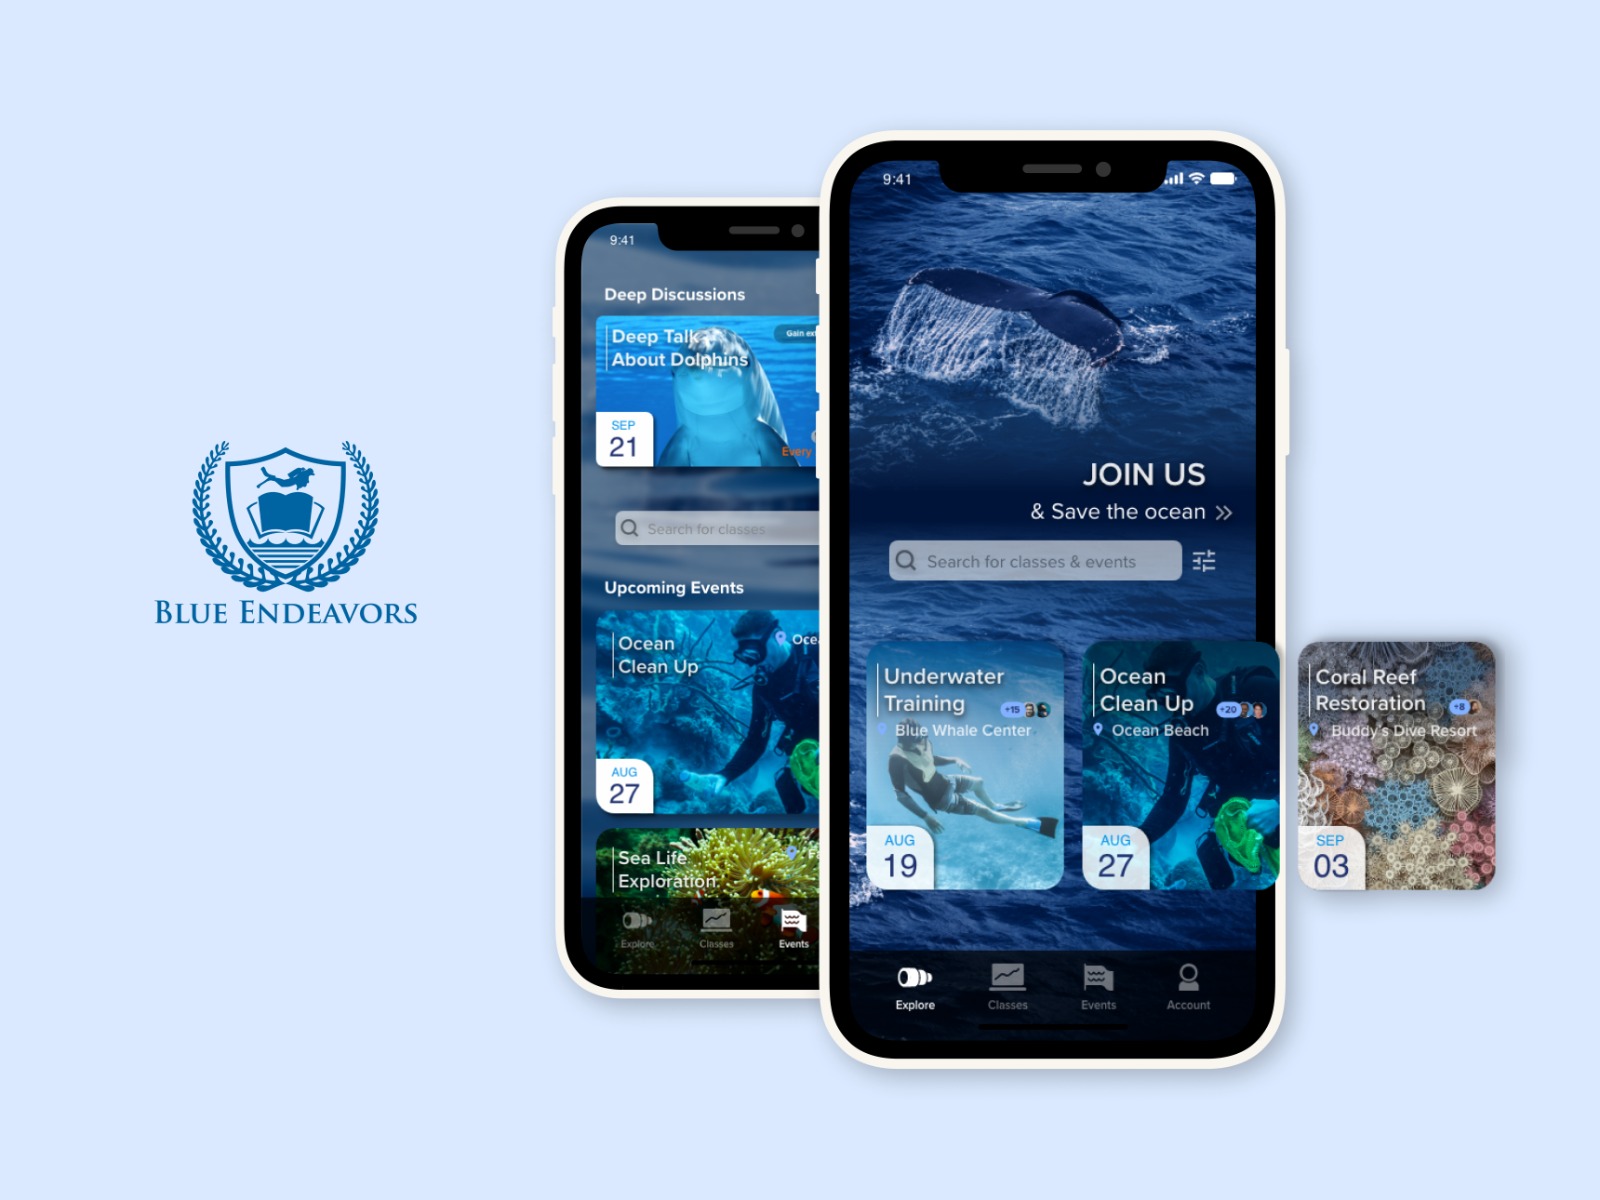 BLUE ENDEAVORS
9:41
Deep Discussions
Deep Talk
About Dolphins
Gain
SEP
21
Every
Search for classes
Upcoming Events
Ocean
Clean Up
AUG
27
Sea Life
Exploration
Explore
Classes
Events
9:41
JOIN US
& Save the ocean
Search for classes & events
Underwater
Training
+15
Blue Whale Center
AUG
19
Ocean
Clean Up
+20
Ocean Beach
AUG
27
Coral Reef
Restoration
+8
Buddy's Dive Resort
SEP
03
Explore
Classes
Events
Account